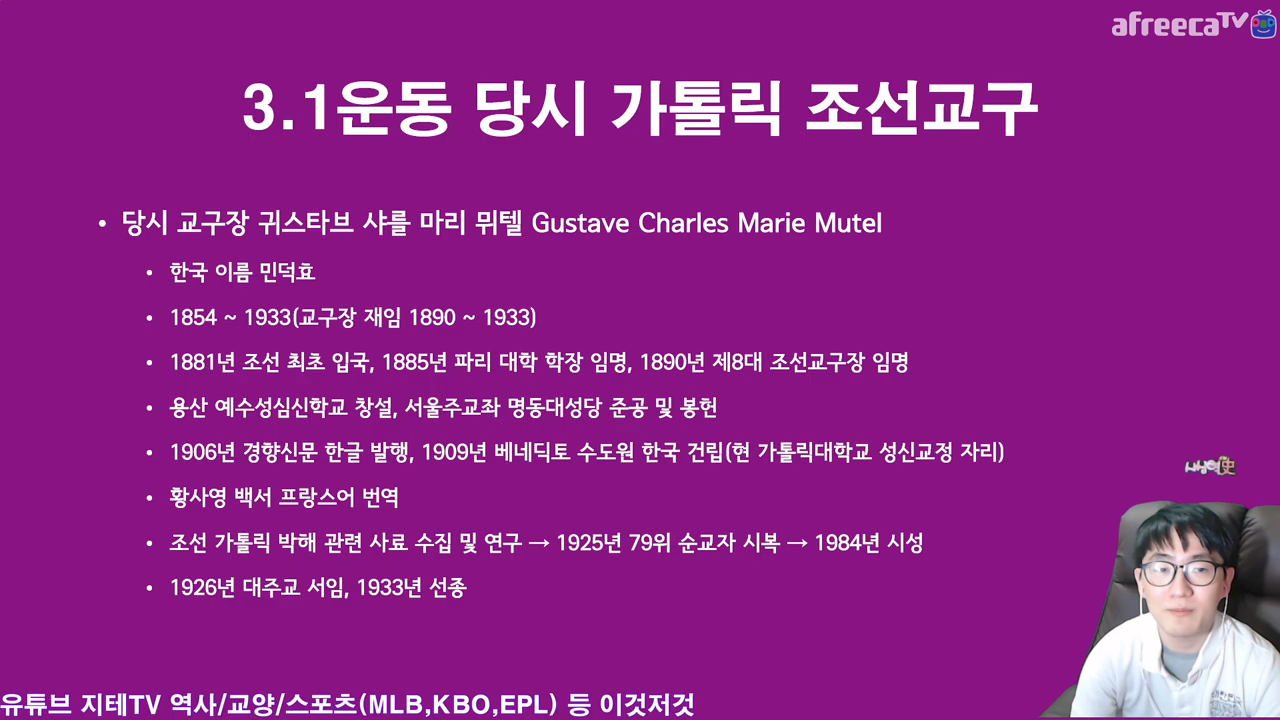 afreecaTV
3.1운동 당시 가톨릭 조선교구
• 당시 교구장 귀스타브 샤를 마리 뮈텔 Gustave Charles Marie Mutel
• 한국 이름 민덕효
• 1854 ~ 1933(교구장 재임 1890 ~ 1933)
• 1881년 조선 최초 입국, 1885년 파리 대학 학장 임명, 1890년 제8대 조선교구장 임명
• 용산 예수성심신학교 창설, 서울주교좌 명동대성당 준공 및 봉헌
• 1906년 경향신문 한글 발행, 1909년 베네딕토 수도원 한국 건립(현 가톨릭대학교 성신교정 자리)
• 황사영 백서 프랑스어 번역
• 조선 가톨릭 박해 관련 사료 수집 및 연구 → 1925년 79위 순교자 시복 → 1984년 시성
• 1926년 대주교 서임, 1933년 선종
유튜브 지테TV 역사/교양/스포츠(MLB,KBO,EPL) 등 이것저것